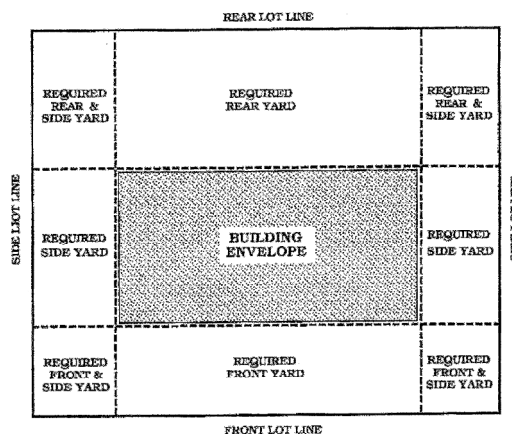 REAR LOT LINE
REQUIRED
REAR &
SIDE YARD
REQUIRED
REAR YARD
REQUIRED
REAR &
SIDE YARD
SIDE LOT LINE
REQUIRED
SIDE YARD
BUILDING
ENVELOPE
REQUIRED
SIDE YARD
REQUIRED
FRONT &
SIDE YARD
REQUIRED
FRONT YARD
REQUIRED
FRONT &
SIDE YARD
FRONT LOT LINE